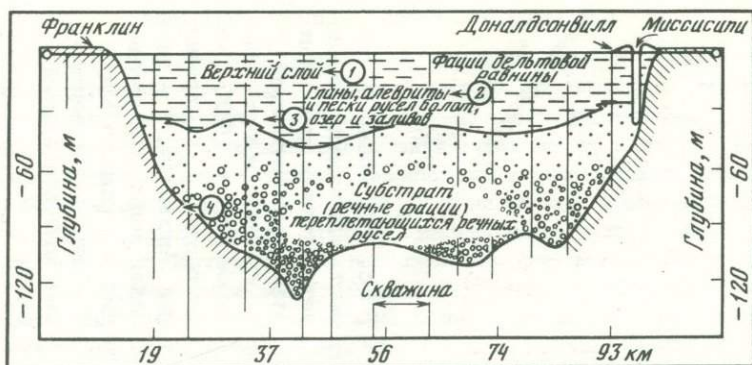 Франклин
Доналдсонвилл
Миссисипи
Верхний слой
1
Фации дельтовой
равнины
2
Глины, алевриты
и пески русел болот,
озер и заливов
3
4
Субстрат
(речные фации)
переплетающихся речных
русел
Скважина
Глубина, м
-60
-120
Глубина, м
-60
-120
19
37
56
74
93 км